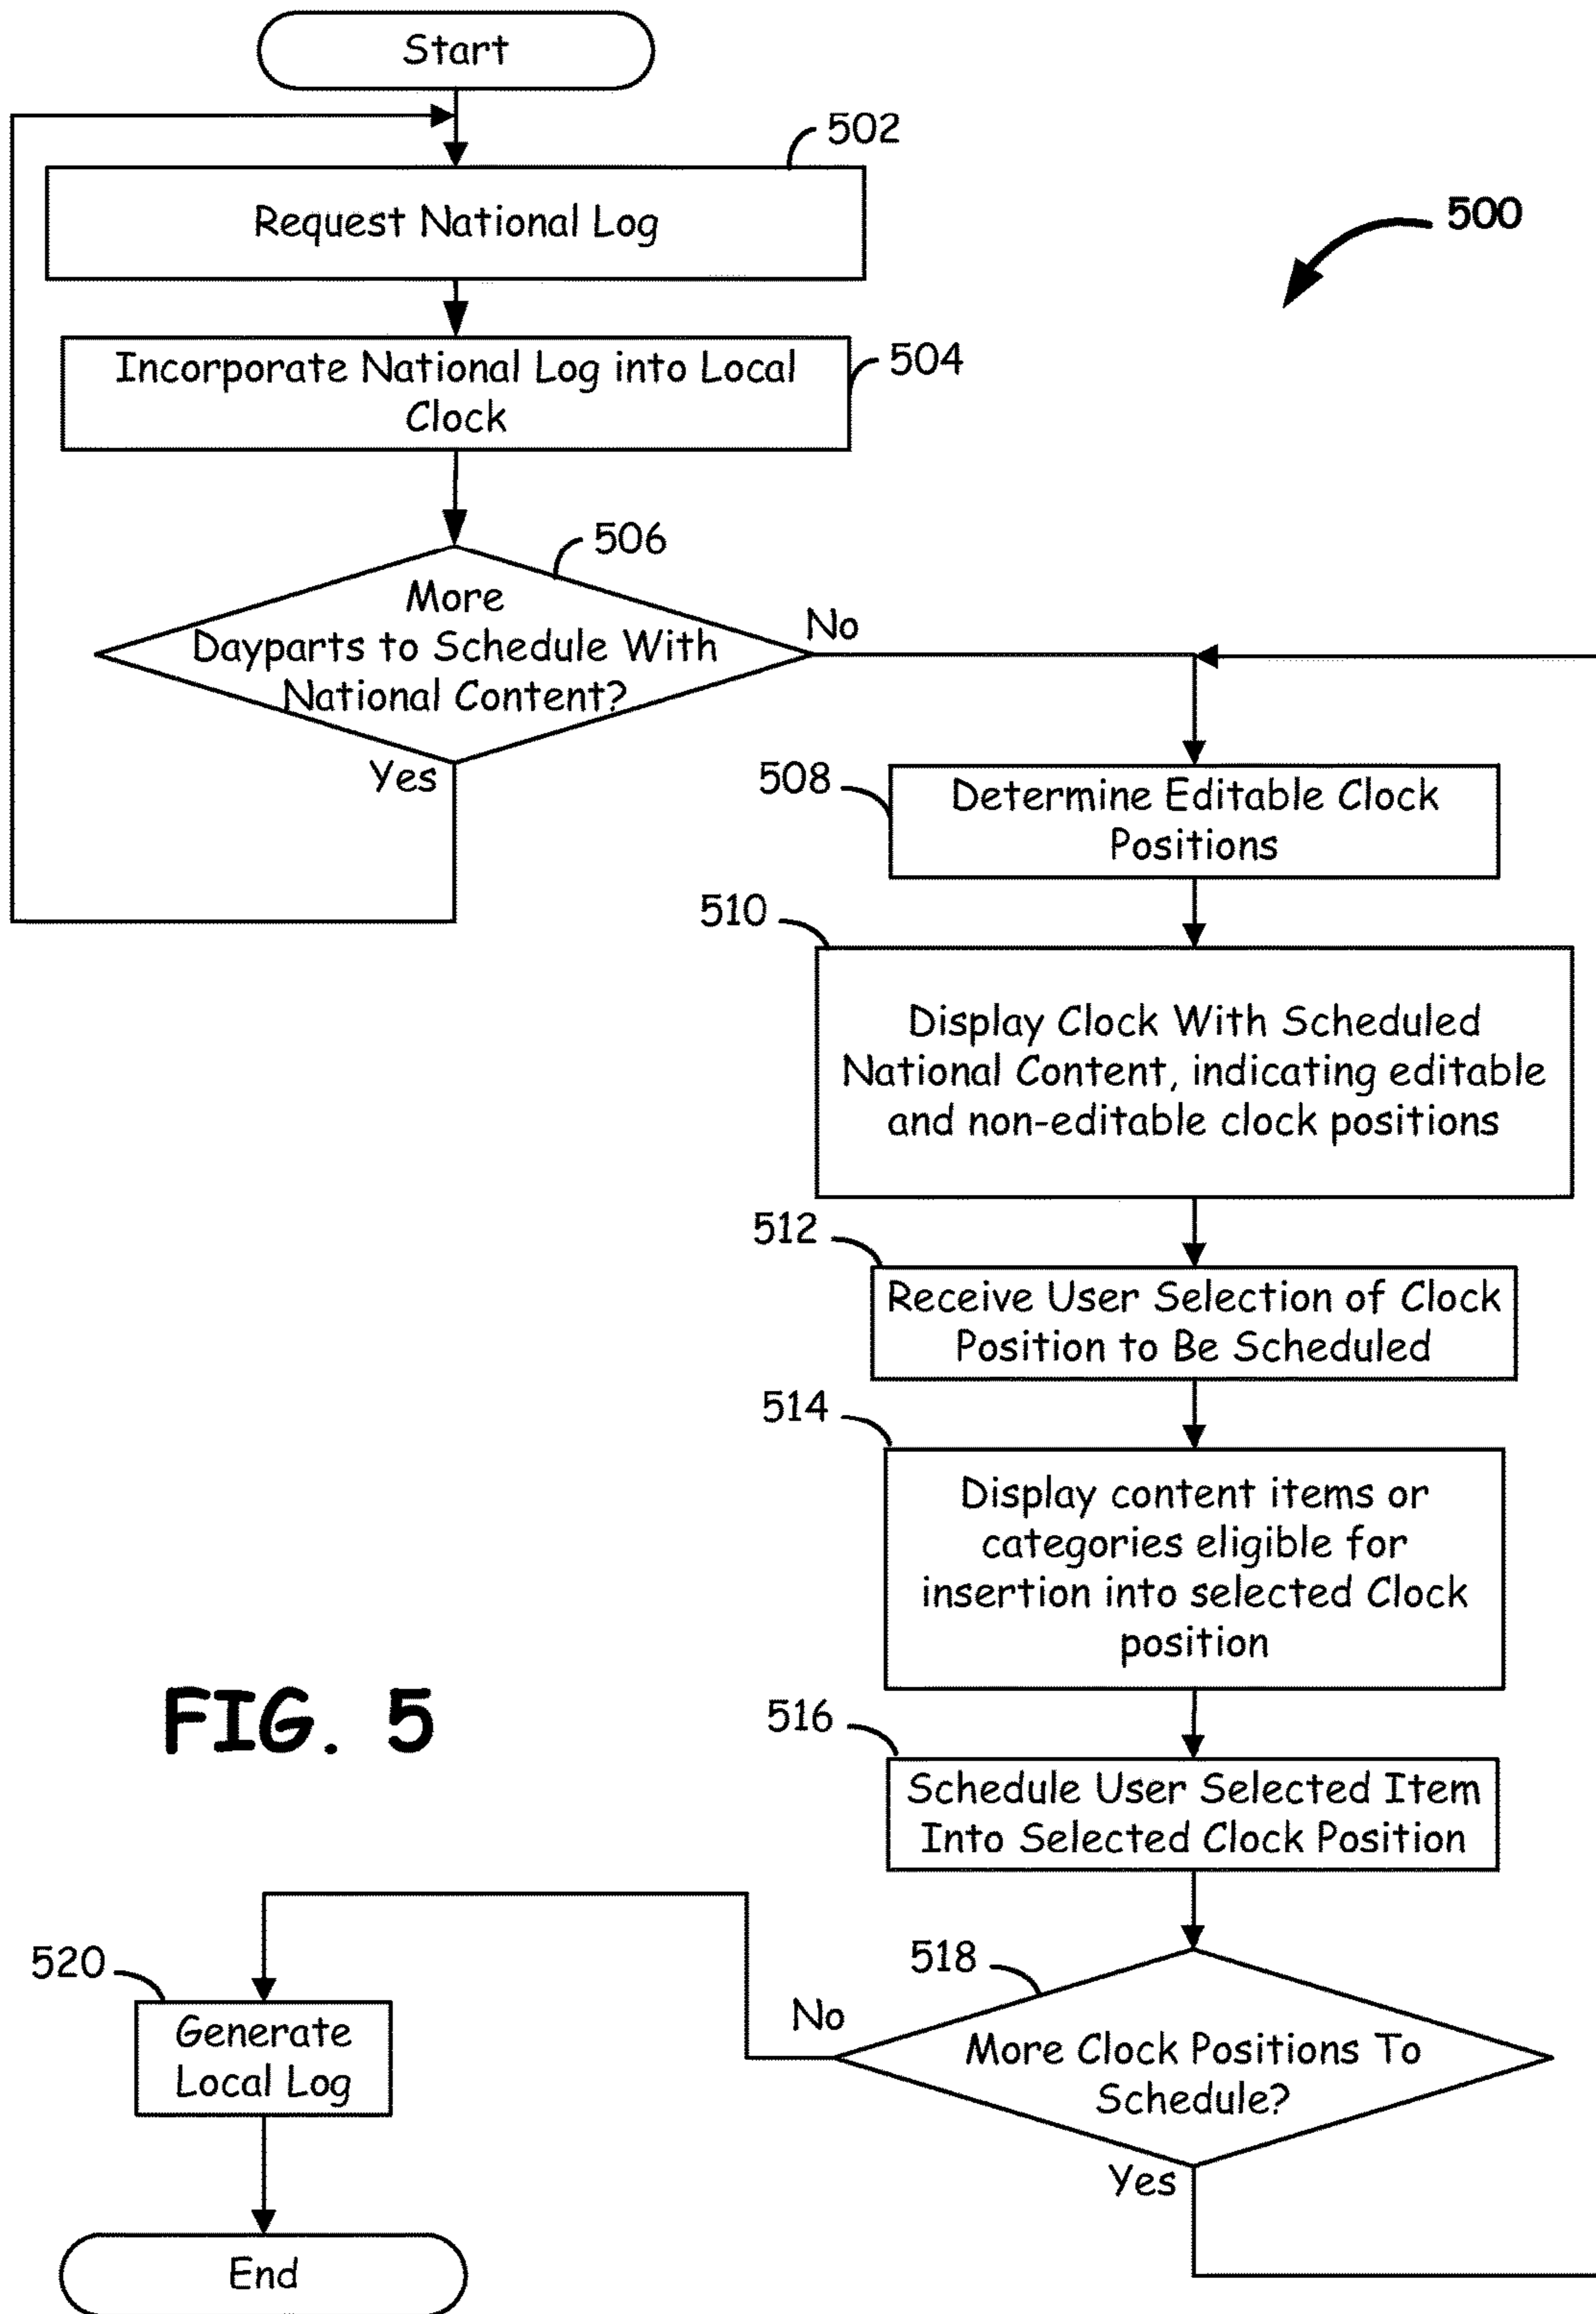 Start
502
Request National Log
500
Incorporate National Log into Local
Clock
504
506
More
Dayparts to Schedule With
National Content?
No
Yes
508
Determine Editable Clock
Positions
510
Display Clock With Scheduled
National Content, indicating editable
and non-editable clock positions
512
Receive User Selection of Clock
Position to Be Scheduled
514
Display content items or
categories eligible for
insertion into selected Clock
position
FIG. 5
516
Schedule User Selected Item
Into Selected Clock Position
518
More Clock Positions To
Schedule?
No
Yes
520
Generate
Local Log
End